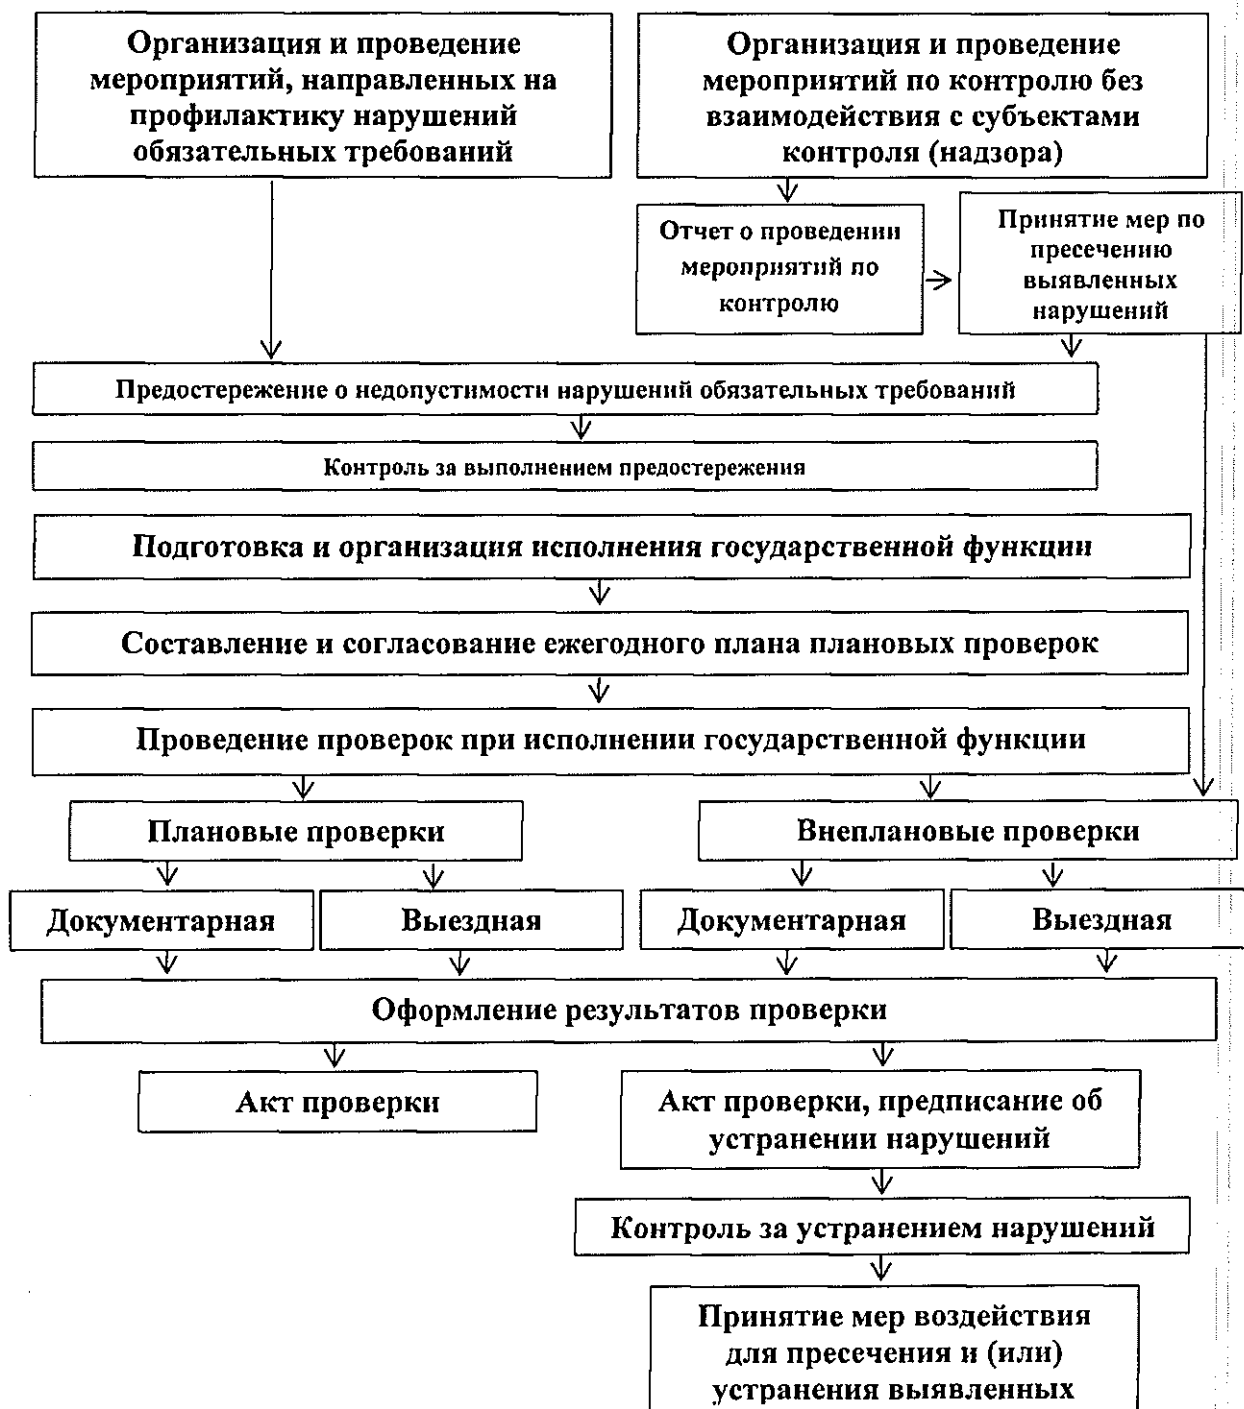 Организация и проведение
мероприятий, направленных на
профилактику нарушений
обязательных требований
Организация и проведение
мероприятий по контролю без
взаимодействия с субъектами
контроля (надзора)
Отчет о проведении
мероприятий по
контролю
Принятие мер по
пресечению
выявленных
нарушений
Предостережение о недопустимости нарушений обязательных требований
Контроль за выполнением предостережения
Подготовка и организация исполнения государственной функции
Составление и согласование ежегодного плана плановых проверок
Проведение проверок при исполнении государственной функции
Плановые проверки
Внеплановые проверки
Документарная
Выездная
Документарная
Выездная
Оформление результатов проверки
Акт проверки
Акт проверки, предписание об
устранении нарушений
Контроль за устранением нарушений
Принятие мер воздействия
для пресечения и (или)
устранения выявленных